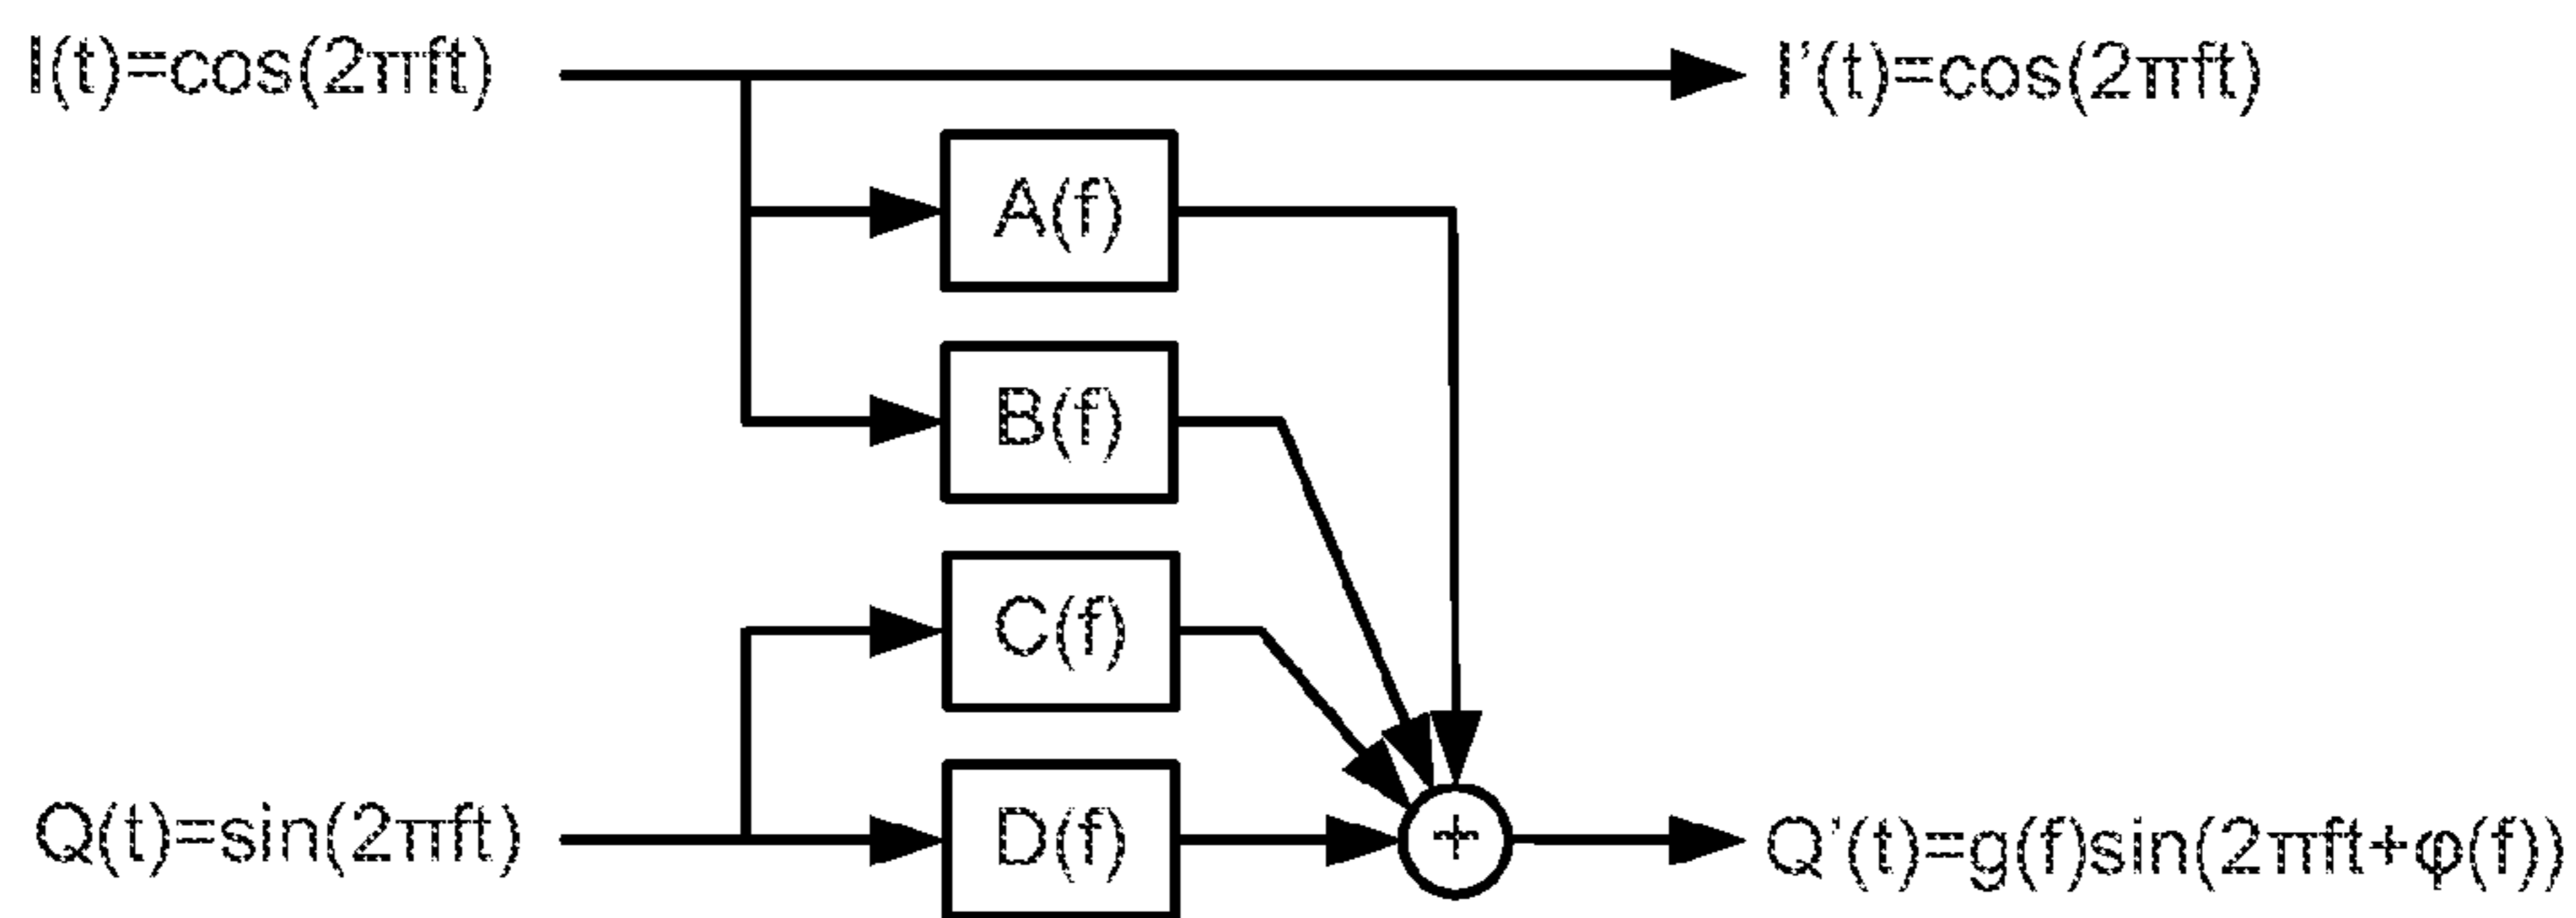 I(t)=cos(2πft)
I’(t)=cos(2πft)
A(f)
B(f)
C(f)
D(f)
+
Q(t)=sin(2πft)
Q’(t)=g(f)sin(2πft+φ(f))